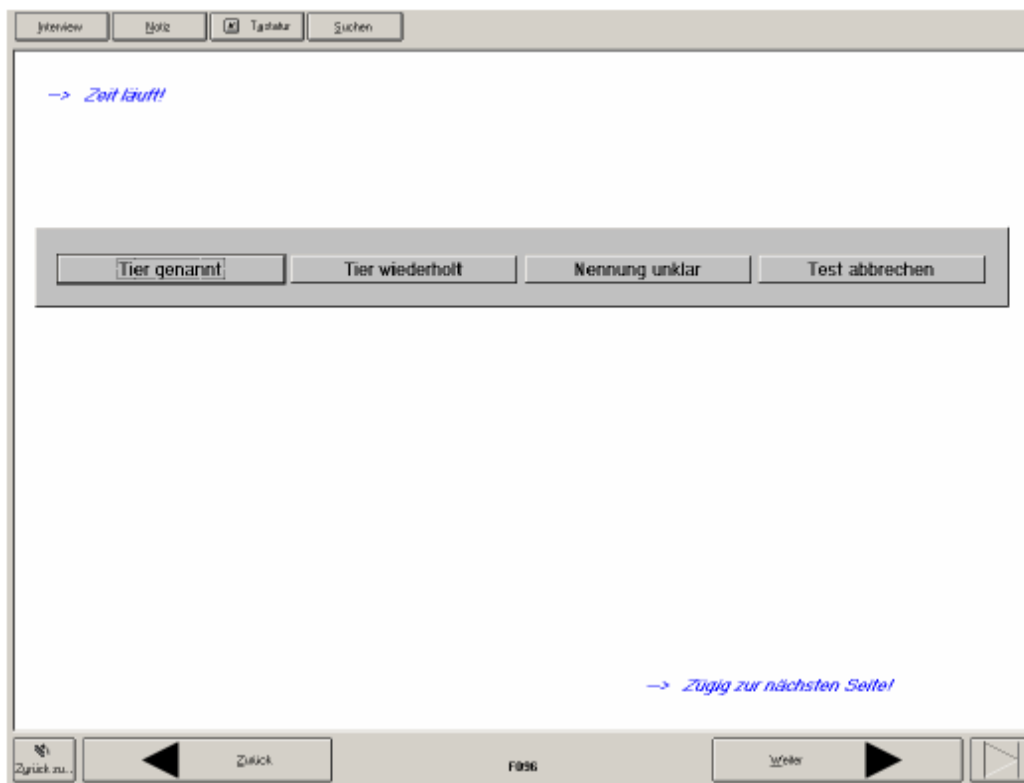 Interview Notiz Tastatur Suchen
—> Zeit läuft!
Tier genannt Tier wiederholt Nennung unklar Test abbrechen
—> Zügig zur nächsten Seite!
Zurück zu... Zurück F096 Weiter